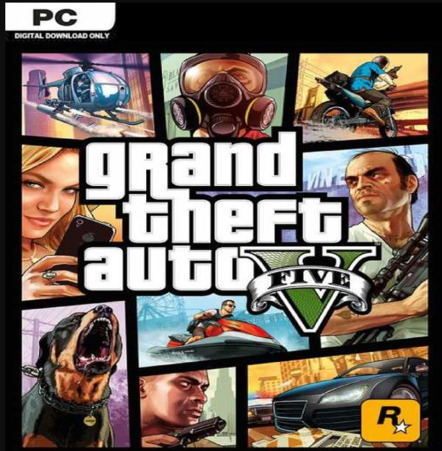 PC
DIGITAL DOWNLOAD ONLY
grand
theft
auto V
FIVE
R